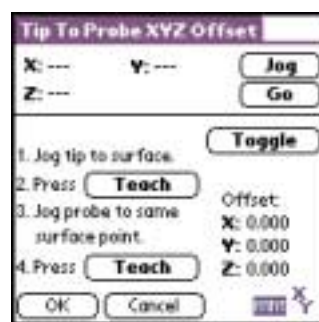 Tip To Probe XYZ Offset
X: --- Y: --- Jog
Z: --- Go
Toggle
1. Jog tip to surface.
2. Press Teach
3. Jog probe to same
surface point.
4. Press Teach
Offset:
X: 0.000
Y: 0.000
Z: 0.000
OK Cancel
X
Y